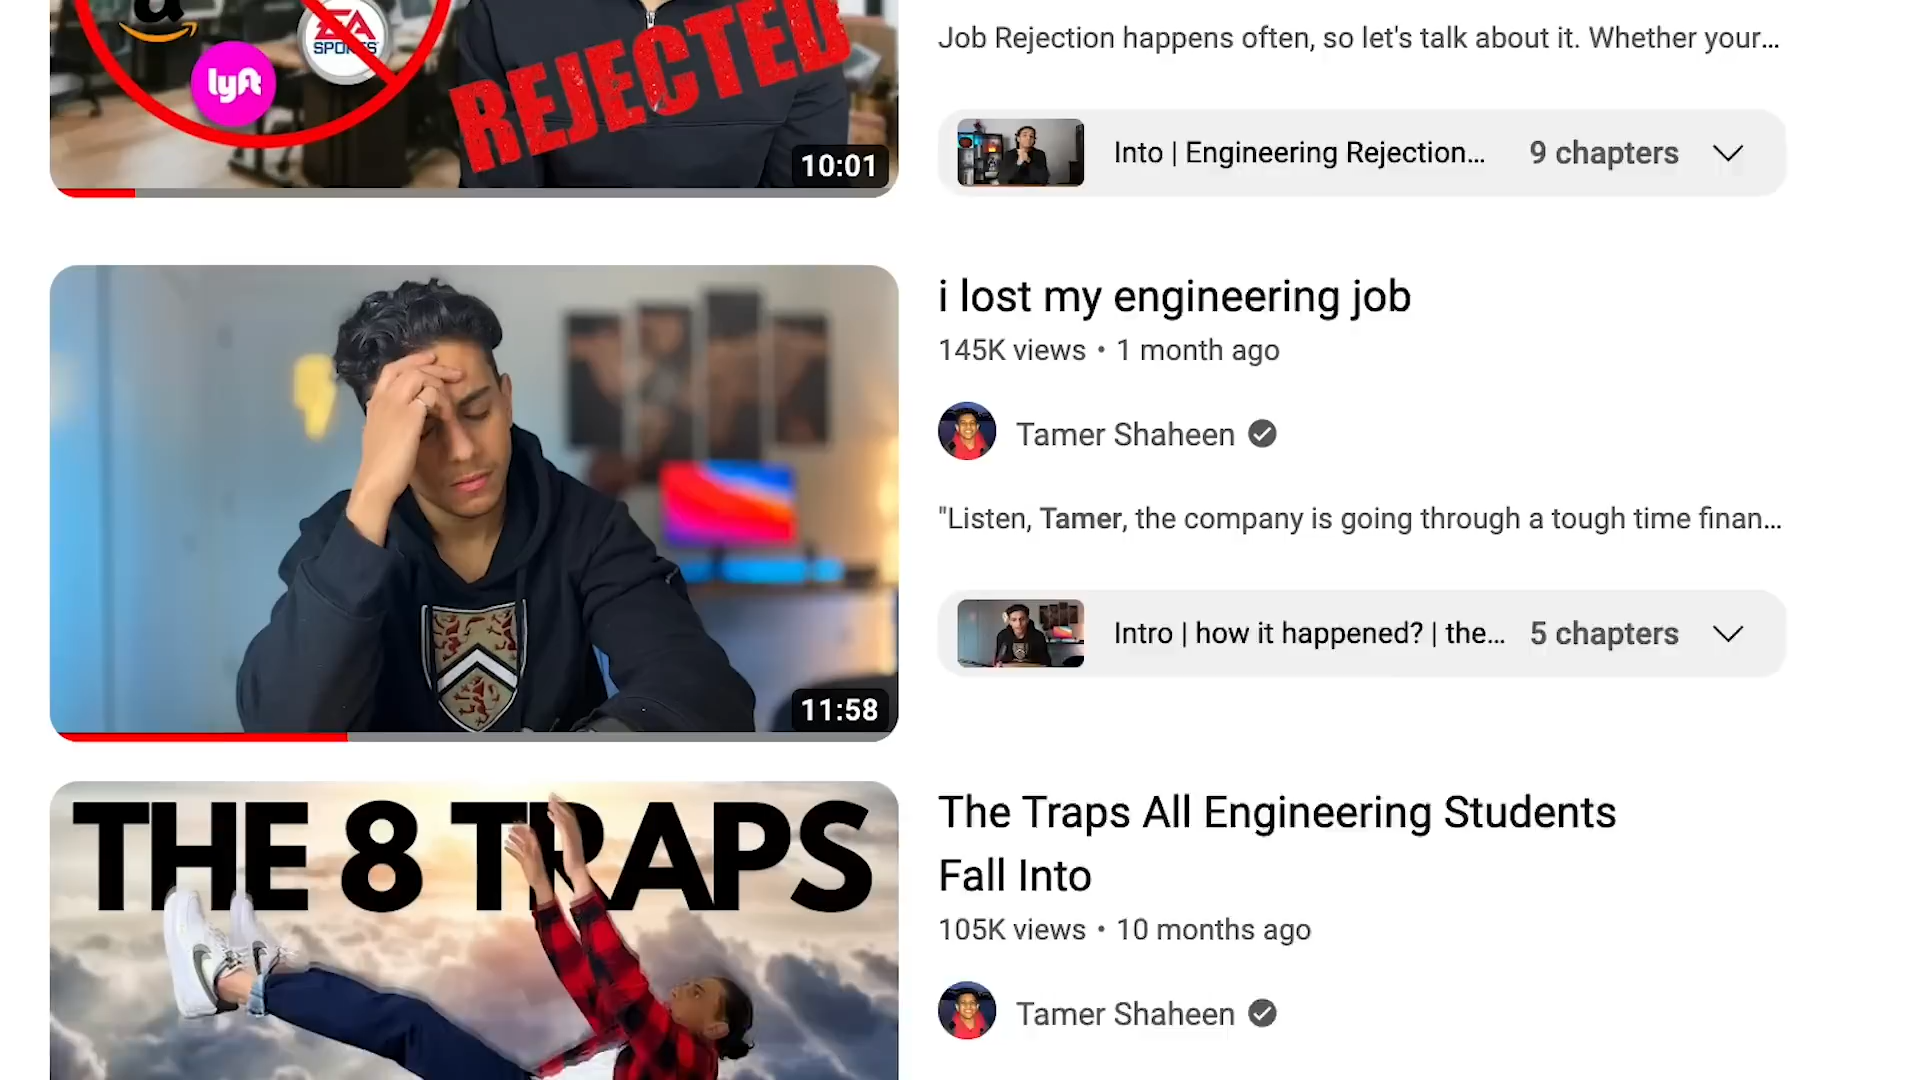 Job Rejection happens often, so let's talk about it. Whether your...
EA
SPORTS
lyft
REJECTED
10:01
Into | Engineering Rejection...
9 chapters
i lost my engineering job
145K views • 1 month ago
Tamer Shaheen
"Listen, Tamer, the company is going through a tough time finan...
Intro | how it happened? | the...
5 chapters
11:58
THE 8 TRAPS
The Traps All Engineering Students
Fall Into
105K views • 10 months ago
Tamer Shaheen